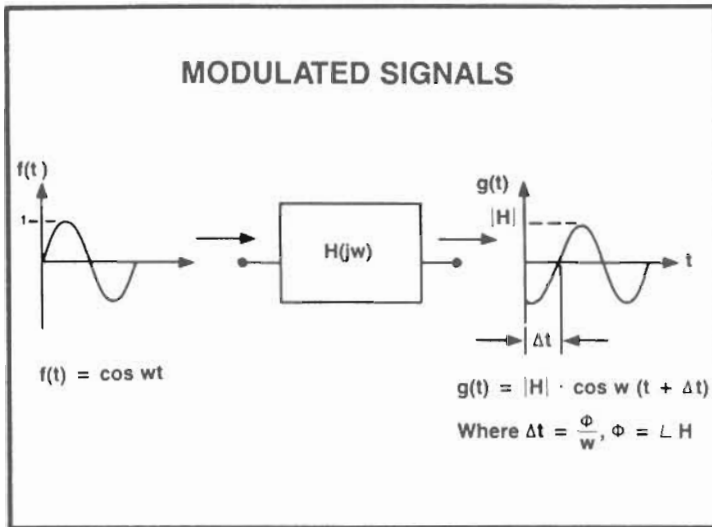 MODULATED SIGNALS
f(t)
1
f(t) = cos wt
H(jw)
g(t)
|H|
t
Δt
g(t) = |H| · cos w (t + Δt)
Where Δt = Φ/w, Φ = ∠ H